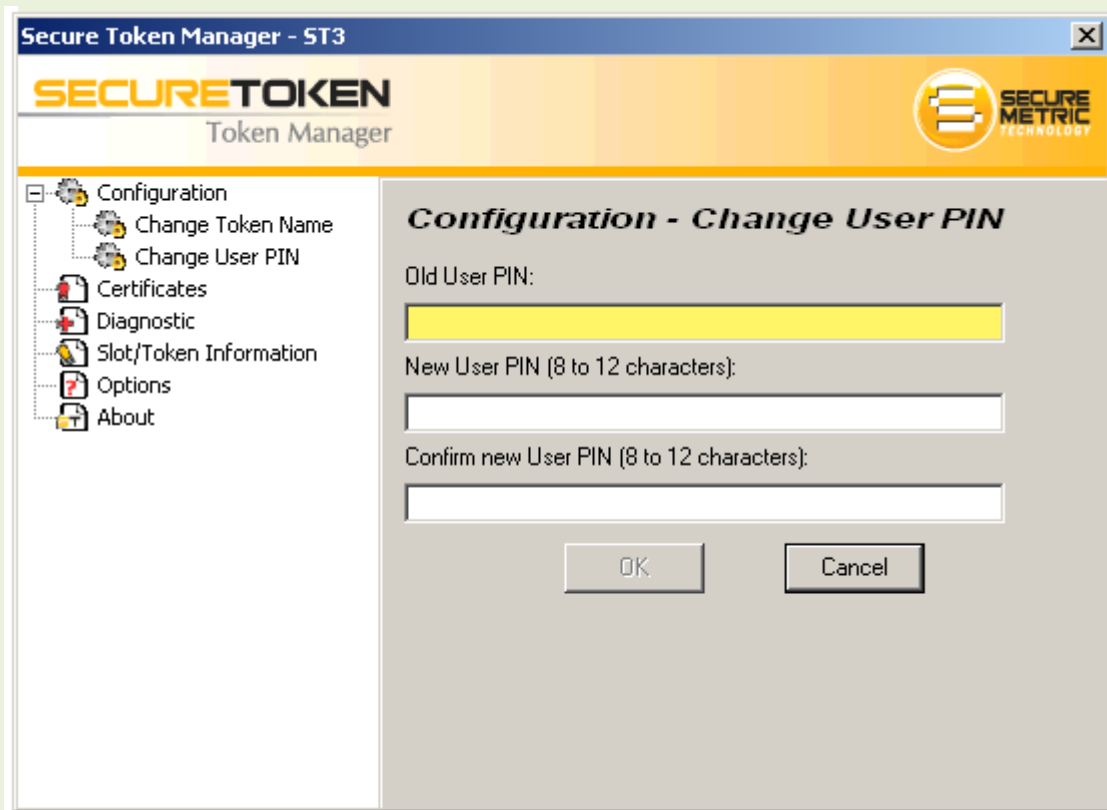 Secure Token Manager - ST3
SECURETOKEN
Token Manager
SECURE
METRIC
TECHNOLOGY
Configuration
Change Token Name
Change User PIN
Certificates
Diagnostic
Slot/Token Information
Options
About
Configuration - Change User PIN
Old User PIN:
New User PIN (8 to 12 characters):
Confirm new User PIN (8 to 12 characters):
OK
Cancel